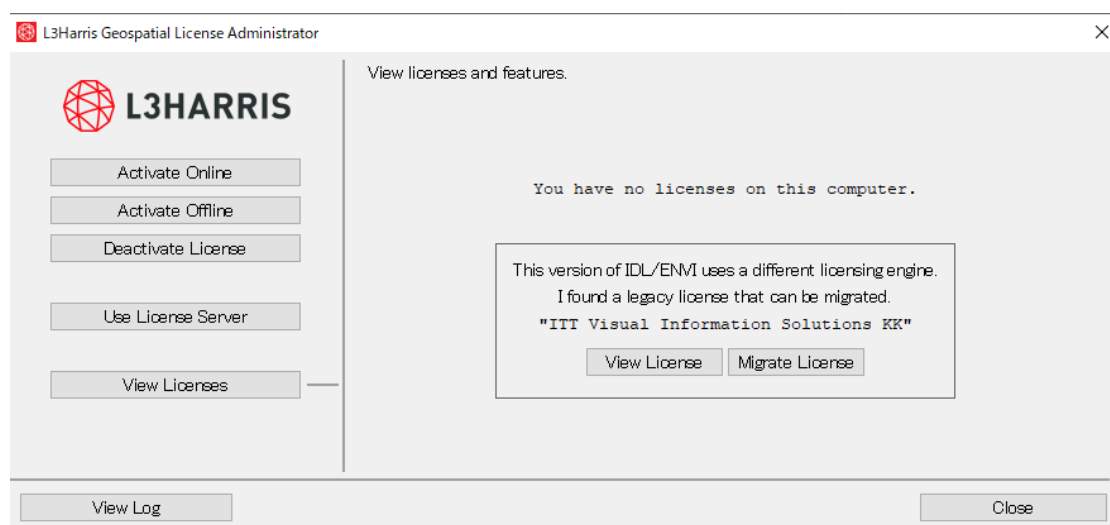 L3Harris Geospatial License Administrator
L3HARRIS
Activate Online
Activate Offline
Deactivate License
Use License Server
View Licenses
View licenses and features.
You have no licenses on this computer.
This version of IDL/ENVI uses a different licensing engine.
I found a legacy license that can be migrated.
"ITT Visual Information Solutions KK"
View License Migrate License
View Log
Close